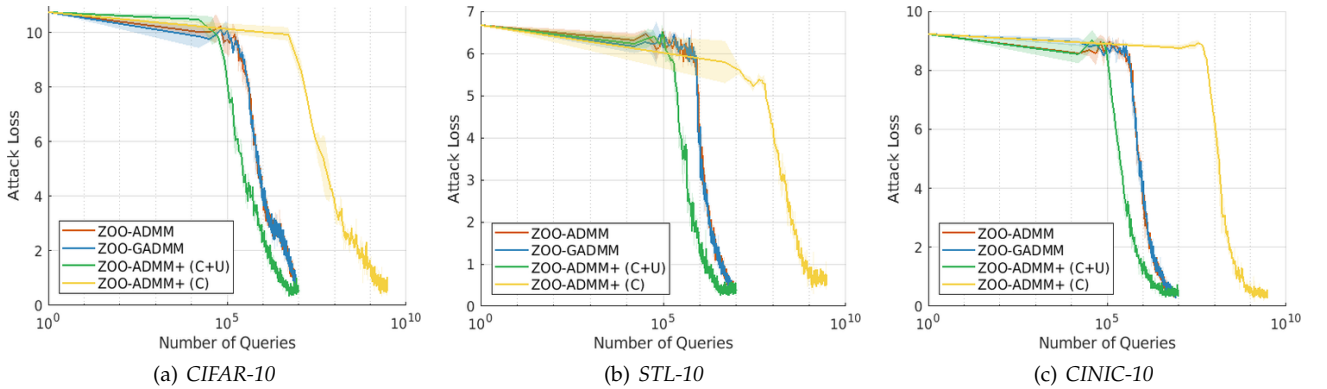 10
8
6
4
2
0
Attack Loss
ZOO-ADMM
ZOO-GADMM
ZOO-ADMM+ (C+U)
ZOO-ADMM+ (C)
10^0
10^5
10^10
Number of Queries
(a) CIFAR-10
7
6
5
4
3
2
1
0
Attack Loss
ZOO-ADMM
ZOO-GADMM
ZOO-ADMM+ (C+U)
ZOO-ADMM+ (C)
10^0
10^5
10^10
Number of Queries
(b) STL-10
10
8
6
4
2
0
Attack Loss
ZOO-ADMM
ZOO-GADMM
ZOO-ADMM+ (C+U)
ZOO-ADMM+ (C)
10^0
10^5
10^10
Number of Queries
(c) CINIC-10